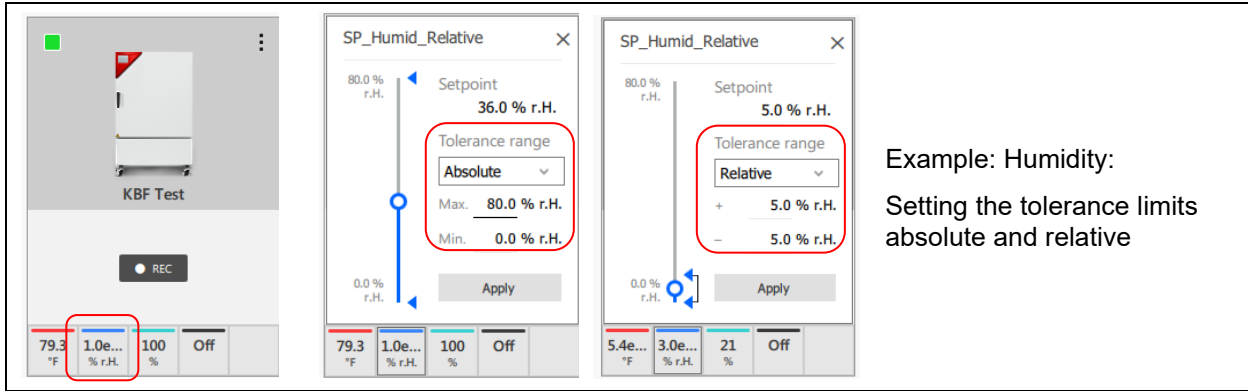 KBF Test
REC
79.3 1.0e... 100 Off
°F % r.H. %
SP_Humid_Relative
80.0 %
r.H.
Setpoint
36.0 % r.H.
Tolerance range
Absolute
Max. 80.0 % r.H.
Min. 0.0 % r.H.
0.0 %
r.H.
Apply
79.3 1.0e... 100 Off
°F % r.H. %
SP_Humid_Relative
80.0 %
r.H.
Setpoint
5.0 % r.H.
Tolerance range
Relative
+ 5.0 % r.H.
– 5.0 % r.H.
0.0 %
r.H.
Apply
5.4e... 3.0e... 21 Off
°F % r.H. %
Example: Humidity:
Setting the tolerance limits
absolute and relative